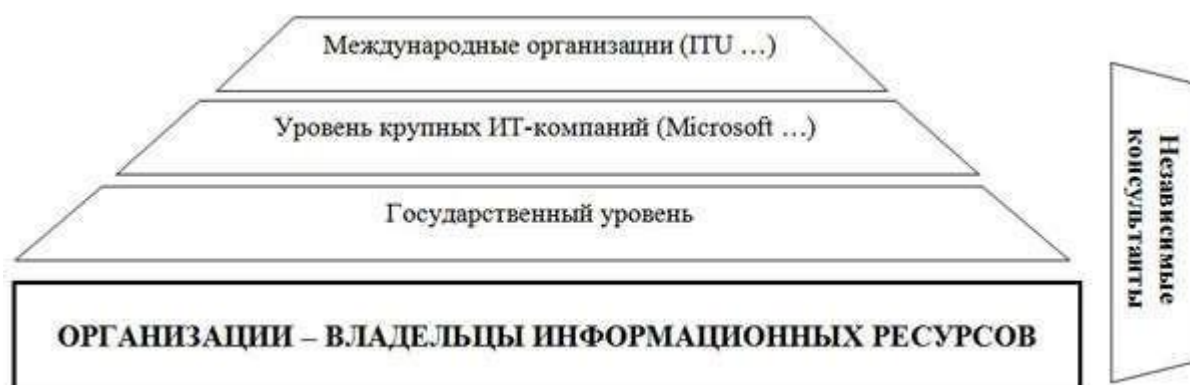 Международные организации (ITU …)
Уровень крупных ИТ-компаний (Microsoft …)
Государственный уровень
ОРГАНИЗАЦИИ – ВЛАДЕЛЬЦЫ ИНФОРМАЦИОННЫХ РЕСУРСОВ
Независимые
консультанты